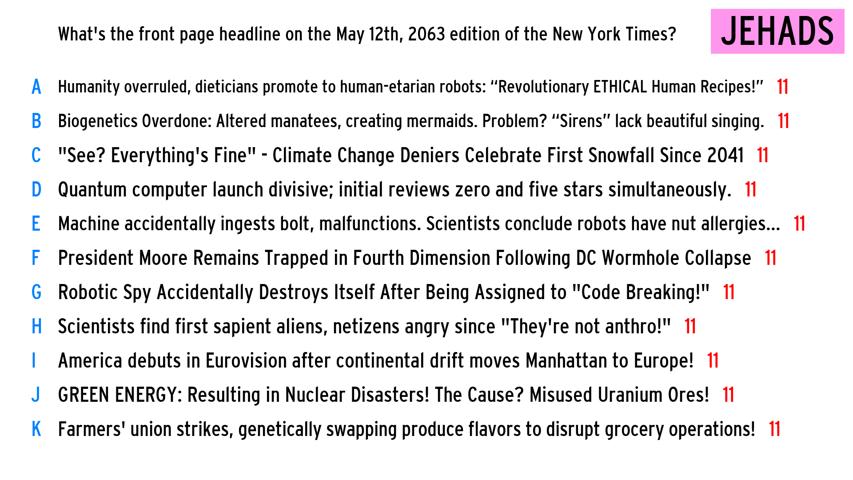 What's the front page headline on the May 12th, 2063 edition of the New York Times? JEHADS
A Humanity overruled, dieticians promote to human-etarian robots: “Revolutionary ETHICAL Human Recipes!” 11
B Biogenetics Overdone: Altered manatees, creating mermaids. Problem? “Sirens” lack beautiful singing. 11
C "See? Everything's Fine" - Climate Change Deniers Celebrate First Snowfall Since 2041 11
D Quantum computer launch divisive; initial reviews zero and five stars simultaneously. 11
E Machine accidentally ingests bolt, malfunctions. Scientists conclude robots have nut allergies... 11
F President Moore Remains Trapped in Fourth Dimension Following DC Wormhole Collapse 11
G Robotic Spy Accidentally Destroys Itself After Being Assigned to "Code Breaking!" 11
H Scientists find first sapient aliens, netizens angry since "They're not anthro!" 11
I America debuts in Eurovision after continental drift moves Manhattan to Europe! 11
J GREEN ENERGY: Resulting in Nuclear Disasters! The Cause? Misused Uranium Ores! 11
K Farmers' union strikes, genetically swapping produce flavors to disrupt grocery operations! 11